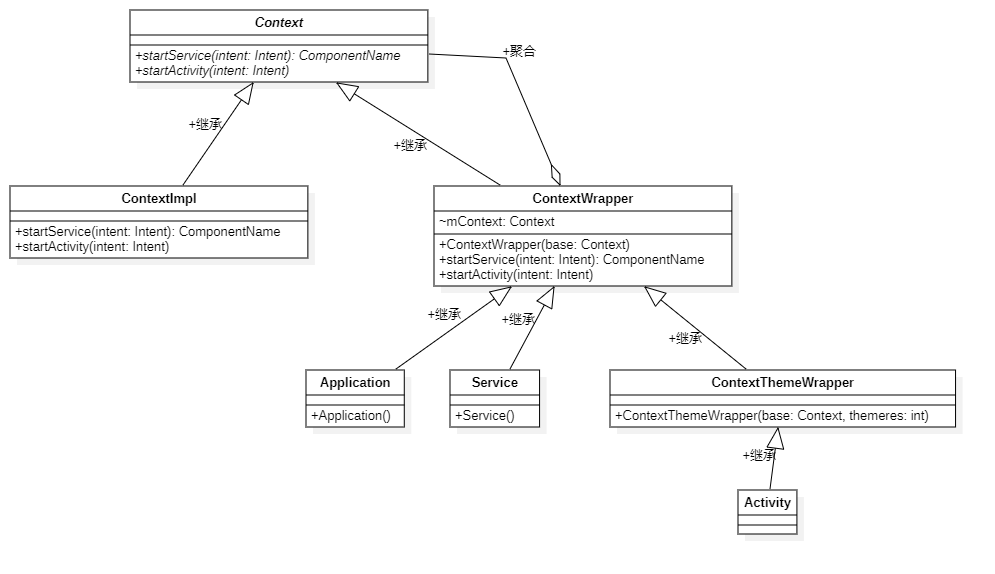 Context
+startService(intent: Intent): ComponentName
+startActivity(intent: Intent)
+聚合
+继承
+继承
ContextImpl
+startService(intent: Intent): ComponentName
+startActivity(intent: Intent)
ContextWrapper
~mContext: Context
+ContextWrapper(base: Context)
+startService(intent: Intent): ComponentName
+startActivity(intent: Intent)
+继承
+继承
+继承
Application
+Application()
Service
+Service()
ContextThemeWrapper
+ContextThemeWrapper(base: Context, themeres: int)
+继承
Activity